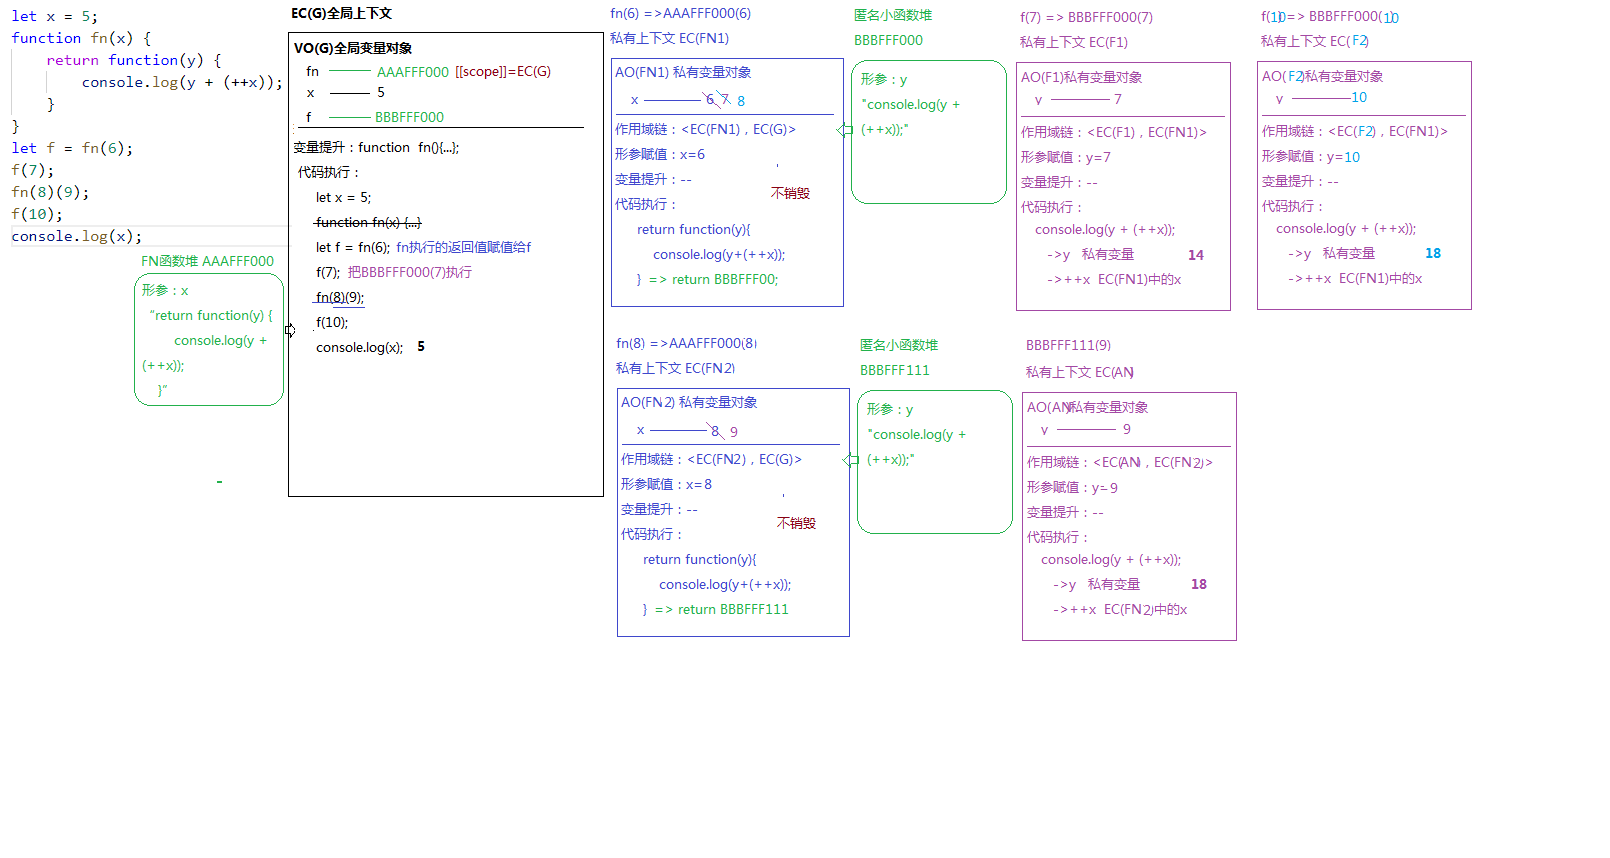 let x = 5;
function fn(x) {
    return function(y) {
        console.log(y + (++x));
    }
}
let f = fn(6);
f(7);
fn(8)(9);
f(10);
console.log(x);
FN函数堆 AAAFFF000
形参：x
“return function(y) {
console.log(y +
(++x));
}”
EC(G)全局上下文
VO(G)全局变量对象
fn AAAFFF000 [[scope]]=EC(G)
x 5
f BBBFFF000
变量提升：function fn(){...};
代码执行：
let x = 5;
function fn(x) {...}
let f = fn(6); fn执行的返回值赋值给f
f(7); 把BBBFFF000(7)执行
fn(8)(9);
f(10);
console.log(x); 5
fn(6) =>AAAFFF000(6)
私有上下文 EC(FN1)
AO(FN1) 私有变量对象
x 6 7 8
作用域链：<EC(FN1)，EC(G)>
形参赋值：x=6
变量提升：--
不销毁
代码执行：
return function(y){
console.log(y+(++x));
} => return BBBFFF00;
匿名小函数堆
BBBFFF000
形参：y
"console.log(y +
(++x));"
f(7) => BBBFFF000(7)
私有上下文 EC(F1)
AO(F1)私有变量对象
y 7
作用域链：<EC(F1)，EC(FN1)>
形参赋值：y=7
变量提升：--
代码执行：
console.log(y + (++x));
->y 私有变量 14
->++x EC(FN1)中的x
f(10=> BBBFFF000(10
私有上下文 EC(F2)
AO(F2)私有变量对象
y 10
作用域链：<EC(F2)，EC(FN1)>
形参赋值：y=10
变量提升：--
代码执行：
console.log(y + (++x));
->y 私有变量 18
->++x EC(FN1)中的x
fn(8) =>AAAFFF000(8)
私有上下文 EC(FN2)
AO(FN2) 私有变量对象
x 8 9
作用域链：<EC(FN2)，EC(G)>
形参赋值：x=8
变量提升：--
不销毁
代码执行：
return function(y){
console.log(y+(++x));
} => return BBBFFF111
匿名小函数堆
BBBFFF111
形参：y
"console.log(y +
(++x));"
BBBFFF111(9)
私有上下文 EC(AN)
AO(AN)私有变量对象
y 9
作用域链：<EC(AN)，EC(FN2)>
形参赋值：y=9
变量提升：--
代码执行：
console.log(y + (++x));
->y 私有变量 18
->++x EC(FN2)中的x